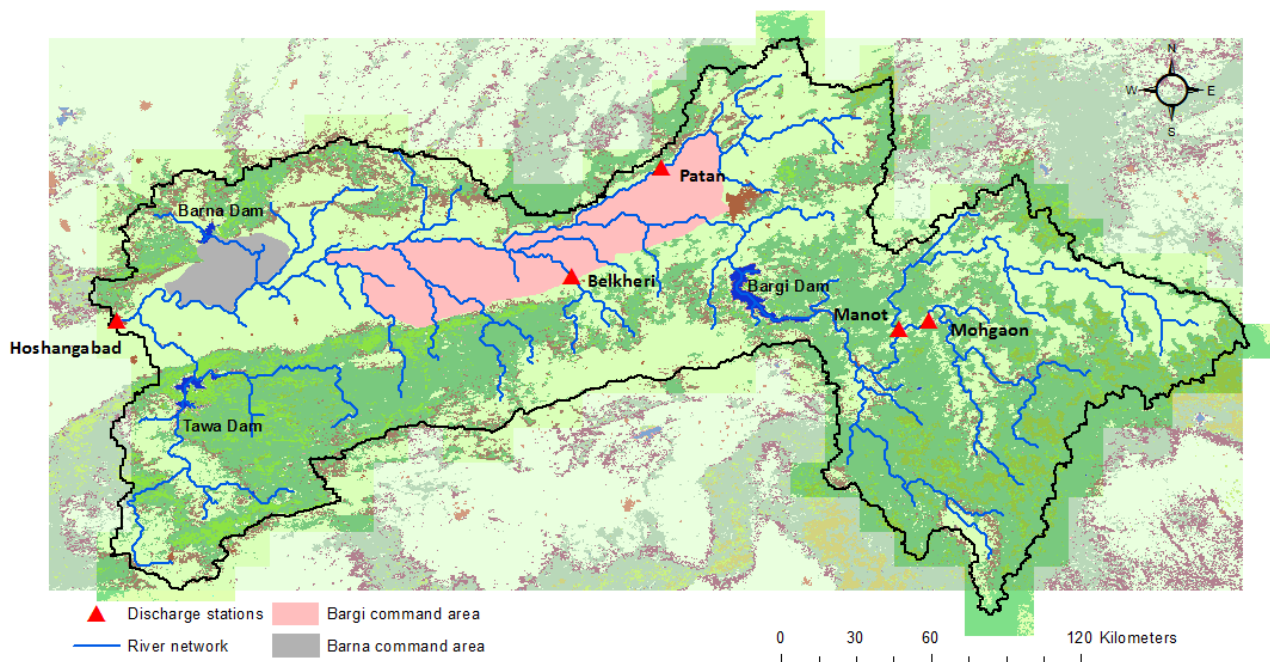 N
W E
S
Patan
Barna Dam
Belkheri
Bargi Dam
Manot
Mohgaon
Hoshangabad
Tawa Dam
Discharge stations
Bargi command area
River network
Barna command area
0 30 60 120 Kilometers